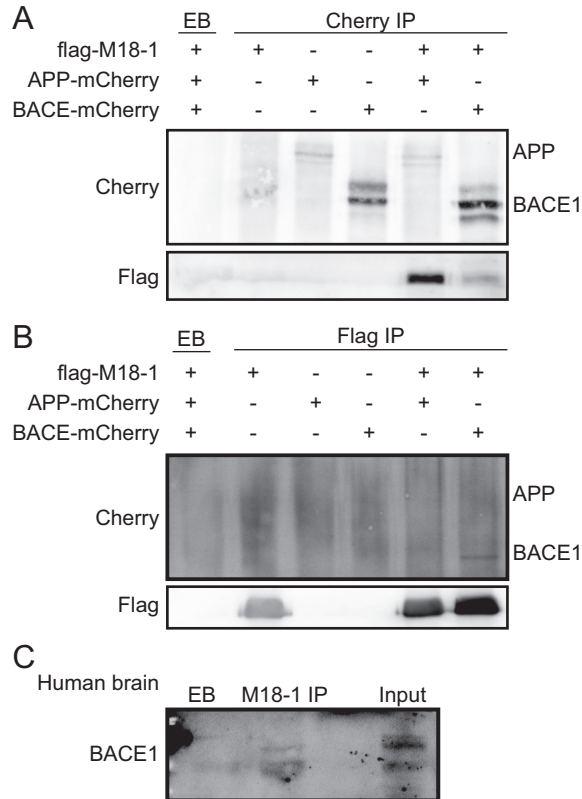 A
EB Cherry IP
flag-M18-1 + + - - + +
APP-mCherry + - + - + -
BACE-mCherry + - - + - +
Cherry APP
BACE1
Flag
B
EB Flag IP
flag-M18-1 + + - - + +
APP-mCherry + - + - + -
BACE-mCherry + - - + - +
Cherry APP
BACE1
Flag
C
Human brain
EB M18-1 IP Input
BACE1